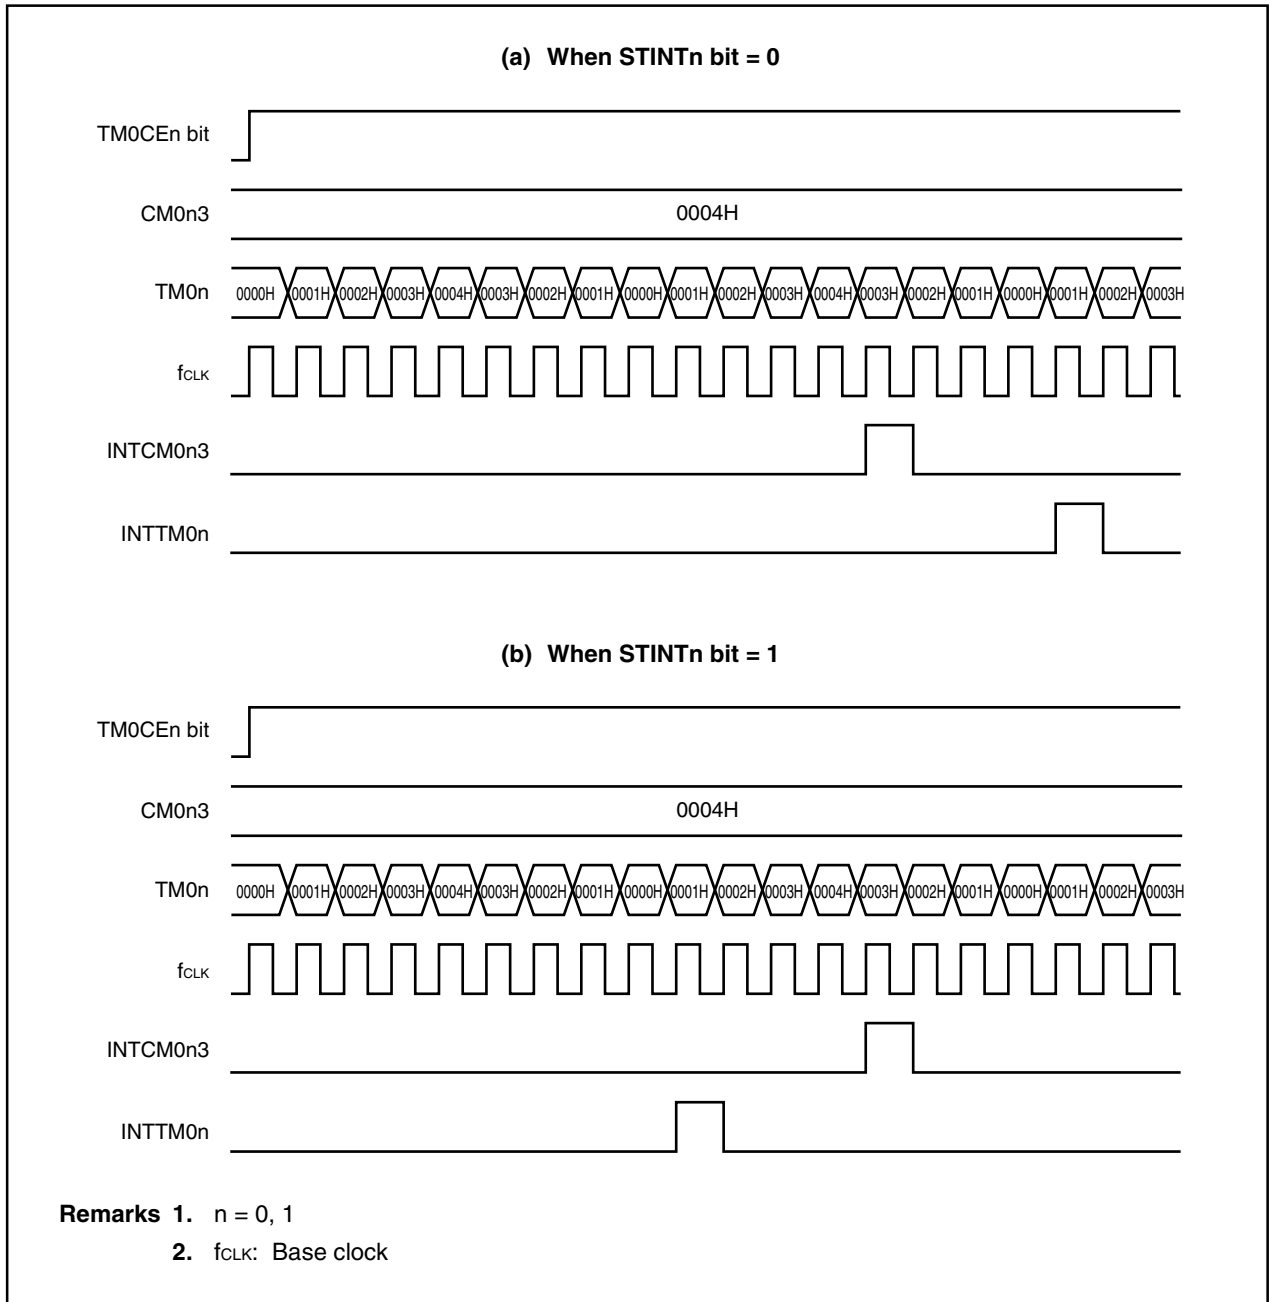 (a) When STINTn bit = 0
TM0CEn bit
CM0n3 0004H
TM0n 0000H 0001H 0002H 0003H 0004H 0003H 0002H 0001H 0000H 0001H 0002H 0003H 0004H 0003H 0002H 0001H 0000H 0001H 0002H 0003H
fCLK
INTCM0n3
INTTM0n
(b) When STINTn bit = 1
TM0CEn bit
CM0n3 0004H
TM0n 0000H 0001H 0002H 0003H 0004H 0003H 0002H 0001H 0000H 0001H 0002H 0003H 0004H 0003H 0002H 0001H 0000H 0001H 0002H 0003H
fCLK
INTCM0n3
INTTM0n
Remarks 1. n = 0, 1
2. fCLK: Base clock